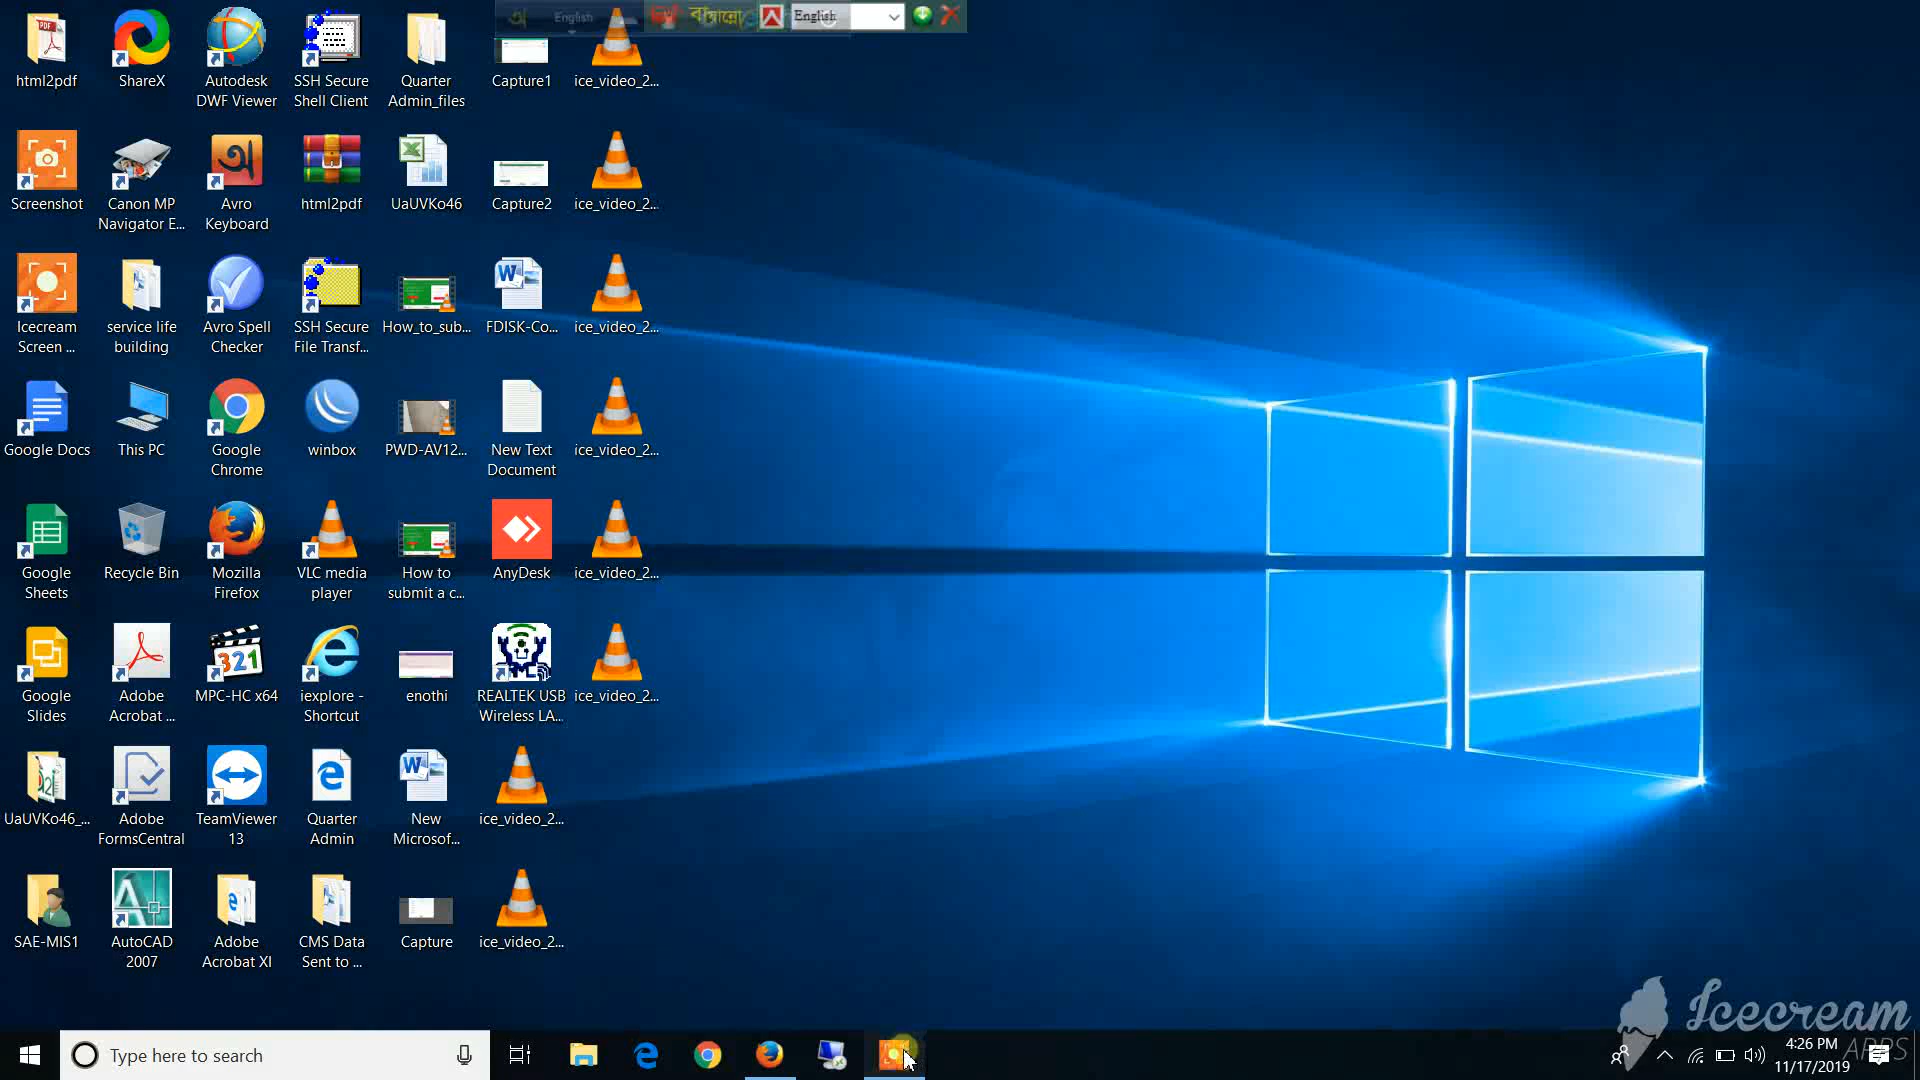 English
বায়ান্নো
English
html2pdf
ShareX
Autodesk
DWF Viewer
SSH Secure
Shell Client
Quarter
Admin_files
Capture1
ice_video_2...
Screenshot
Canon MP
Navigator E...
Avro
Keyboard
html2pdf
UaUVKo46
Capture2
ice_video_2...
Icecream
Screen ...
service life
building
Avro Spell
Checker
SSH Secure
File Transf...
How_to_sub...
FDISK-Co...
ice_video_2...
Google Docs
This PC
Google
Chrome
winbox
PWD-AV12...
New Text
Document
ice_video_2...
Google
Sheets
Recycle Bin
Mozilla
Firefox
VLC media
player
How to
submit a c...
AnyDesk
ice_video_2...
Google
Slides
Adobe
Acrobat ...
MPC-HC x64
iexplore -
Shortcut
enothi
REALTEK USB
Wireless LA...
ice_video_2...
UaUVKo46_...
Adobe
FormsCentral
TeamViewer
13
Quarter
Admin
New
Microsof...
ice_video_2...
SAE-MIS1
AutoCAD
2007
Adobe
Acrobat XI
CMS Data
Sent to ...
Capture
ice_video_2...
Icecream
APPS
Type here to search
4:26 PM
11/17/2019